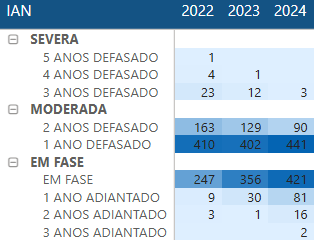 IAN 2022 2023 2024
SEVERA
5 ANOS DEFASADO 1
4 ANOS DEFASADO 4 1
3 ANOS DEFASADO 23 12 3
MODERADA
2 ANOS DEFASADO 163 129 90
1 ANO DEFASADO 410 402 441
EM FASE
EM FASE 247 356 421
1 ANO ADIANTADO 9 30 81
2 ANOS ADIANTADO 3 1 16
3 ANOS ADIANTADO 2